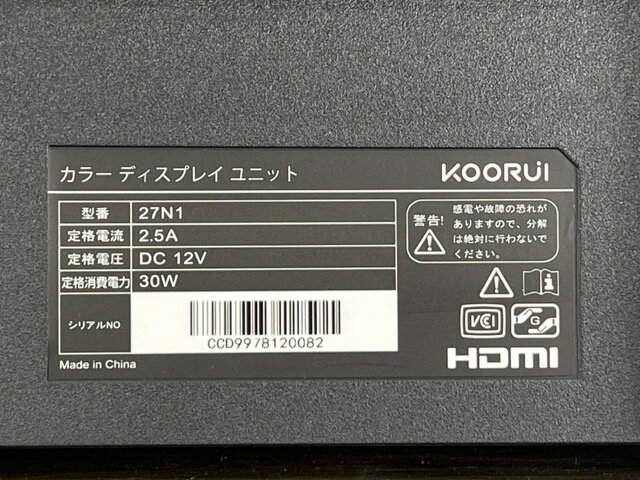 カラー ディスプレイ ユニット
KOORUI
型番 27N1
定格電流 2.5A
定格電圧 DC 12V
定格消費電力 30W
シリアルNO
CCD9978120082
Made in China
警告!
感電や故障の恐れが
ありますので、分解
は絶対に行わないで
ください。
VCCI
G
HDMI